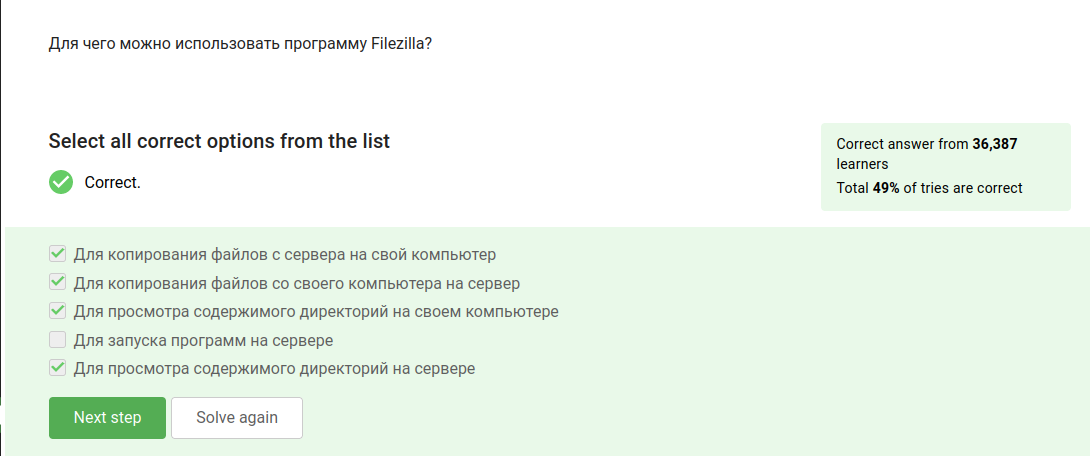 Для чего можно использовать программу Filezilla?
Select all correct options from the list
Correct.
Correct answer from 36,387
learners
Total 49% of tries are correct
Для копирования файлов с сервера на свой компьютер
Для копирования файлов со своего компьютера на сервер
Для просмотра содержимого директорий на своем компьютере
Для запуска программ на сервере
Для просмотра содержимого директорий на сервере
Next step
Solve again